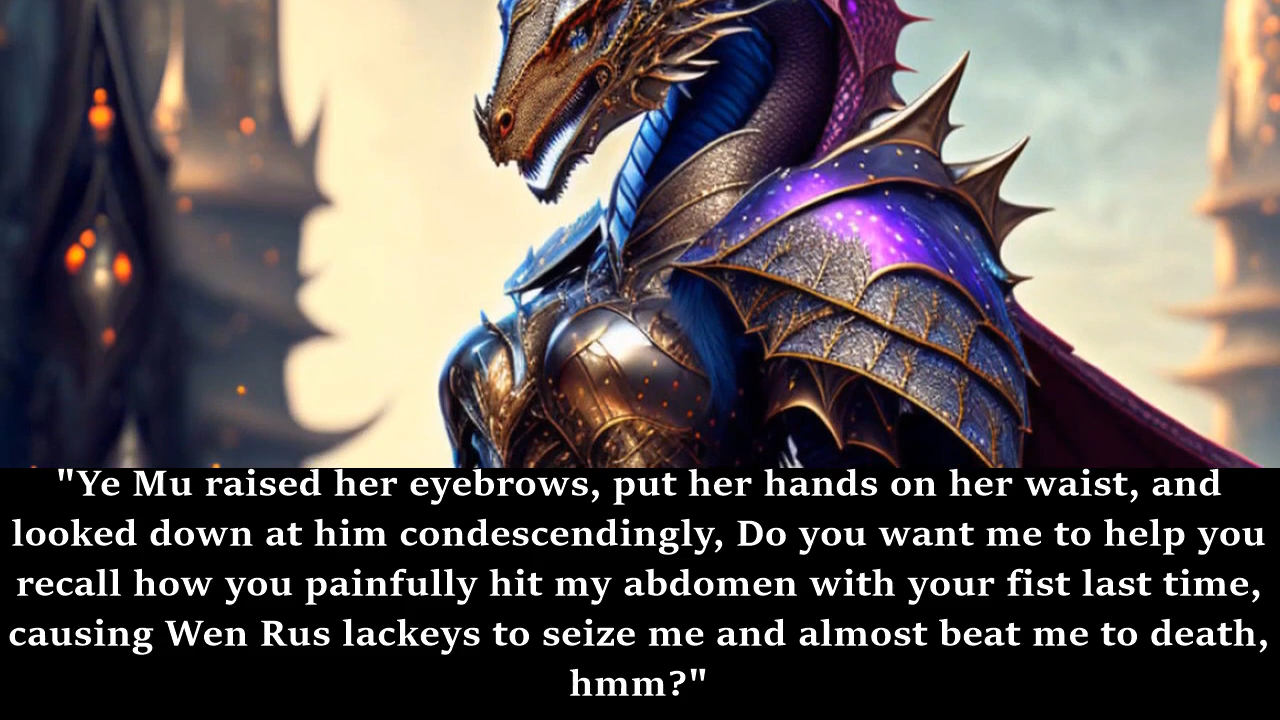 "Ye Mu raised her eyebrows, put her hands on her waist, and
looked down at him condescendingly, Do you want me to help you
recall how you painfully hit my abdomen with your fist last time,
causing Wen Rus lackeys to seize me and almost beat me to death,
hmm?"